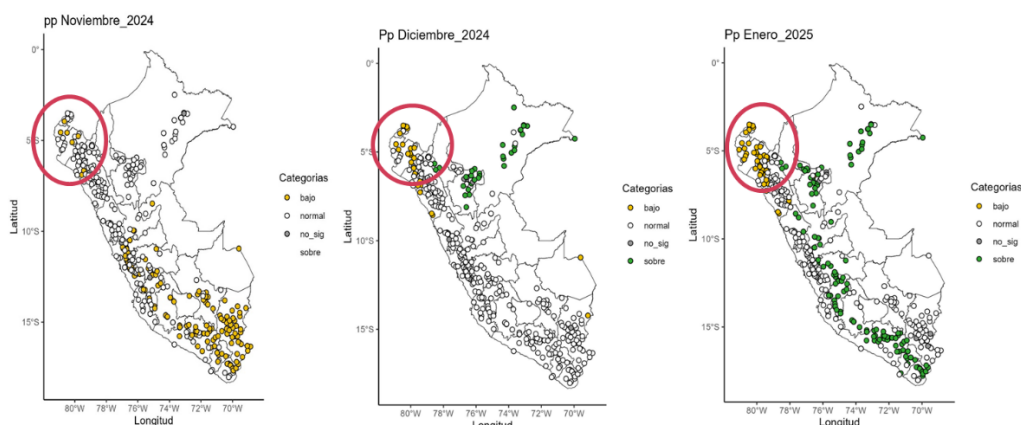 pp Noviembre_2024
0°
5°S
10°S
15°S
Latitud
80°W 78°W 76°W 74°W 72°W 70°W
Longitud
Categorias
bajo
normal
no_sig
sobre
Pp Diciembre_2024
0°
5°S
10°S
15°S
Latitud
80°W 78°W 76°W 74°W 72°W 70°W
Longitud
Categorias
bajo
normal
no_sig
sobre
Pp Enero_2025
0°
5°S
10°S
15°S
Latitud
80°W 78°W 76°W 74°W 72°W 70°W
Longitud
Categorias
bajo
normal
no_sig
sobre